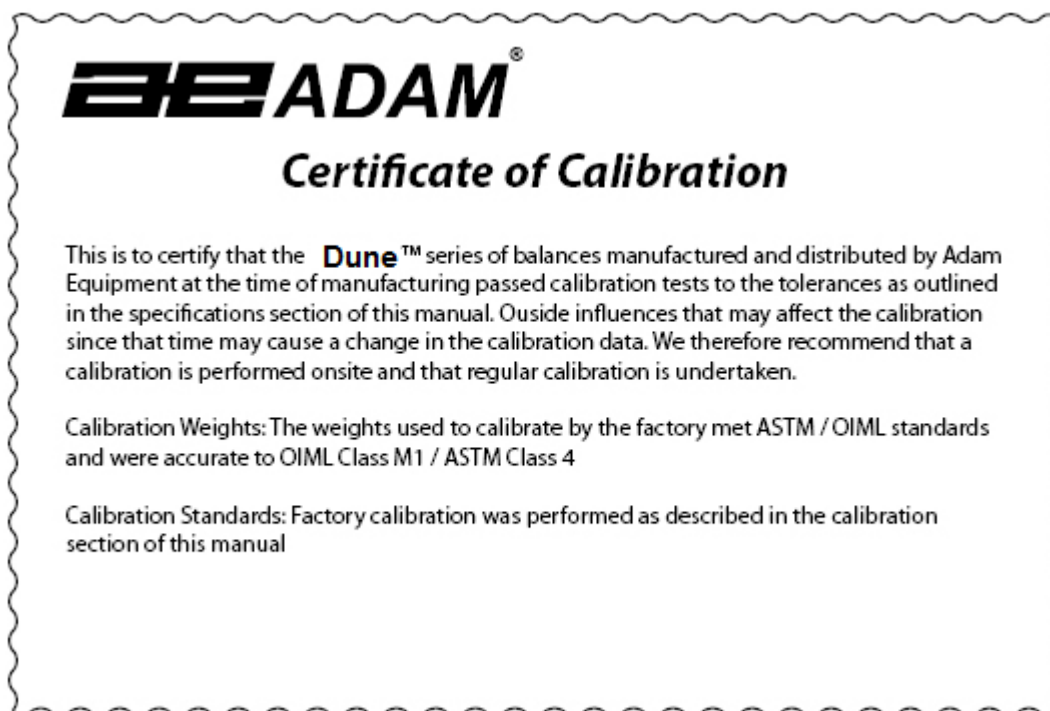 ae ADAM®
Certificate of Calibration
This is to certify that the Dune™ series of balances manufactured and distributed by Adam
Equipment at the time of manufacturing passed calibration tests to the tolerances as outlined
in the specifications section of this manual. Ouside influences that may affect the calibration
since that time may cause a change in the calibration data. We therefore recommend that a
calibration is performed onsite and that regular calibration is undertaken.
Calibration Weights: The weights used to calibrate by the factory met ASTM / OIML standards
and were accurate to OIML Class M1 / ASTM Class 4
Calibration Standards: Factory calibration was performed as described in the calibration
section of this manual